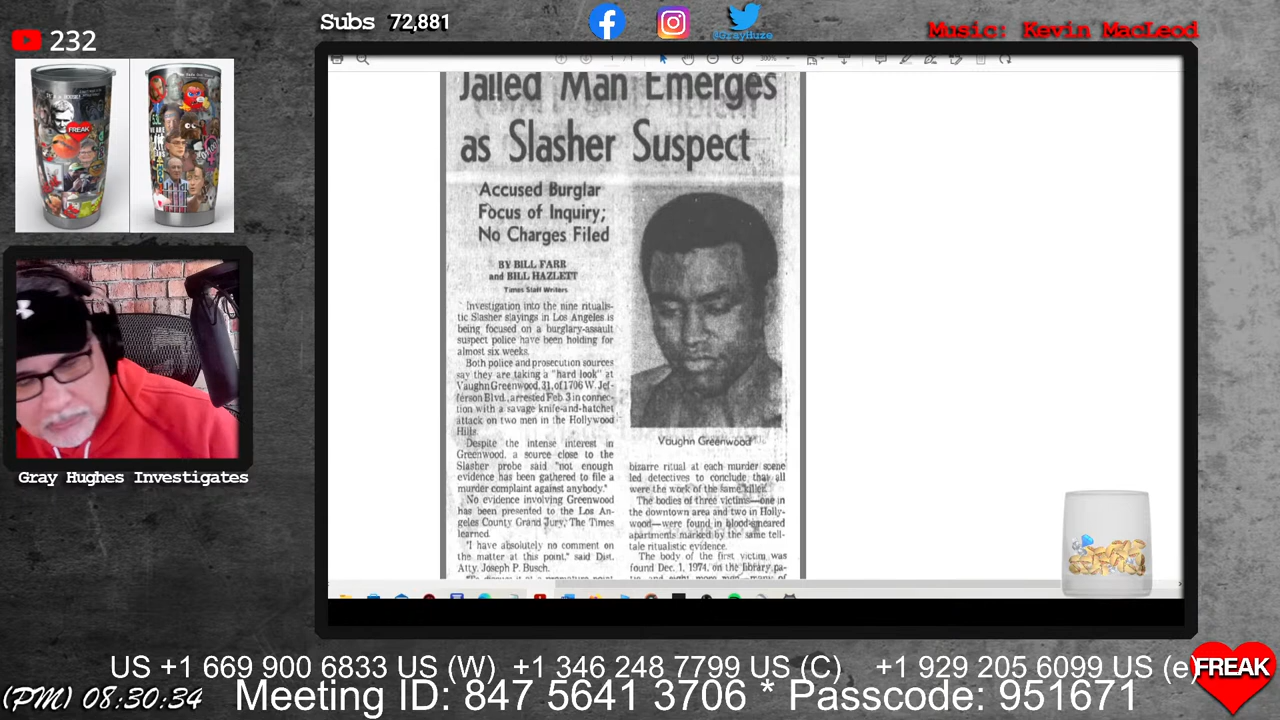 Subs 72,881
@GrayHuze
Music: Kevin MacLeod
232
FREAK
Jailed Man Emerges
as Slasher Suspect
Accused Burglar
Focus of Inquiry;
No Charges Filed
BY BILL FARR
and BILL HAZLETT
Times Staff Writers
Investigation into the nine ritualis-
tic Slasher slayings in Los Angeles is
being focused on a burglary-assault
suspect police have been holding for
almost six weeks.
Both police and prosecution sources
say they are taking a "hard look" at
Vaughn Greenwood, 31, of 1706 W. Jef-
ferson Blvd., arrested Feb 3 in connec-
tion with a savage knife-and-hatchet
attack on two men in the Hollywood
Hills.
Despite the intense interest in
Greenwood, a source close to the
Slasher probe said "not enough
evidence has been gathered to file a
murder complaint against anybody."
No evidence involving Greenwood
has been presented to the Los An-
geles County Grand Jury, The Times
learned.
"I have absolutely no comment on
the matter at this point," said Dist.
Atty. Joseph P. Busch.
Vaughn Greenwood
bizarre ritual at each murder scene
led detectives to conclude that all
were the work of the same killer.
The bodies of three victims—one in
the downtown area and two in Holly-
wood—were found in blood-smeared
apartments marked by the same tell-
tale ritualistic evidence.
The body of the first victim was
found Dec. 1, 1974, on the library pa-
Gray Hughes Investigates
US +1 669 900 6833 US (W) +1 346 248 7799 US (C) +1 929 205 6099 US (e)
FREAK
(PM) 08:30:34
Meeting ID: 847 5641 3706 * Passcode: 951671